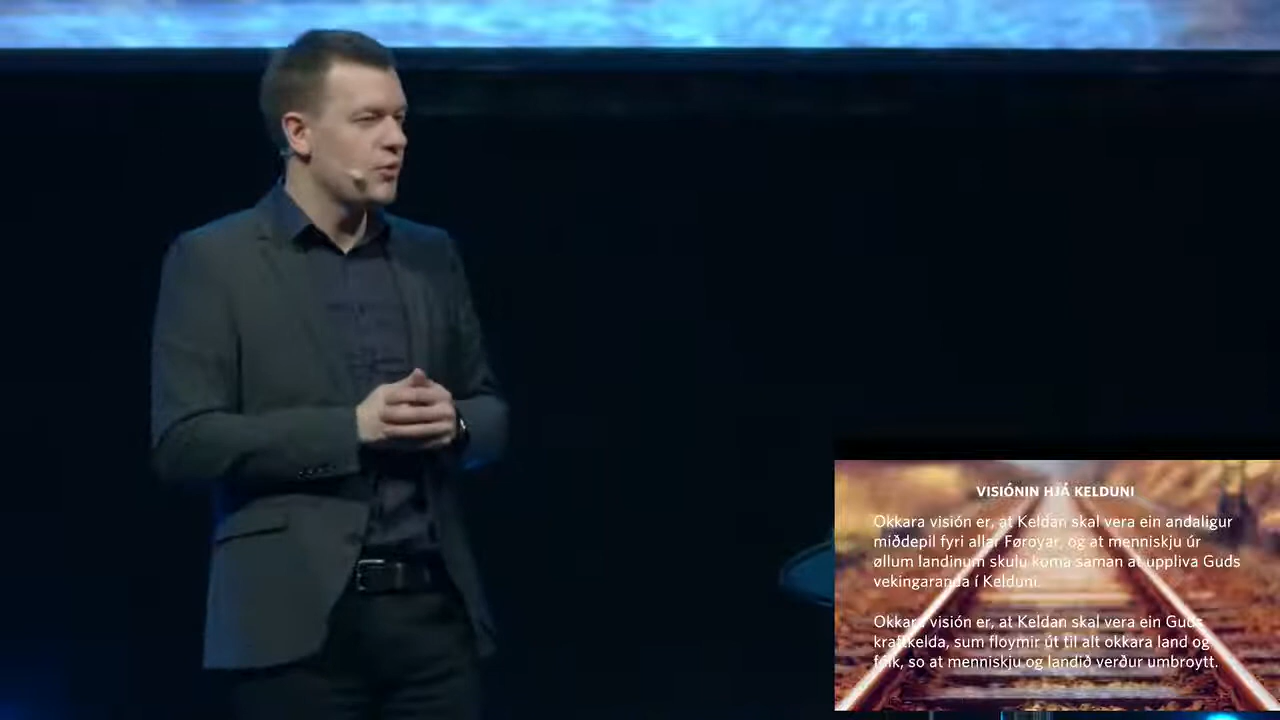 VISIÓNIN HJÁ KELDUNI
Okkara visión er, at Keldan skal vera ein andaligur
miðdepil fyri allar Føroyar, og at menniskju úr
øllum landinum skulu koma saman at uppliva Guds
vekingaranda í Kelduni.
Okkara visión er, at Keldan skal vera ein Guds
kraftkelda, sum floymir út til alt okkara land og
fólk, so at menniskju og landið verður umbroytt.